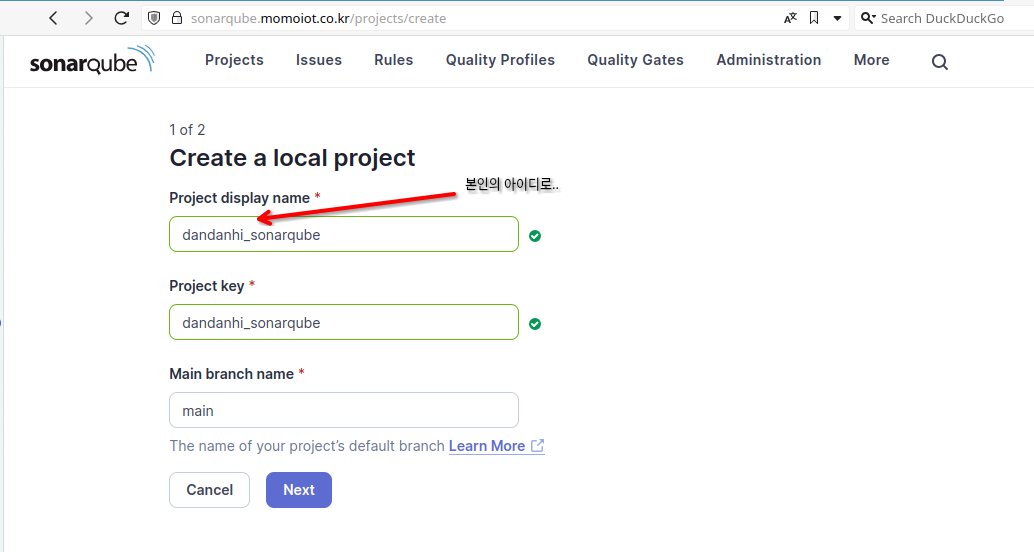 sonarqube.momoiot.co.kr/projects/create
Search DuckDuckGo
sonarqube
Projects
Issues
Rules
Quality Profiles
Quality Gates
Administration
More
1 of 2
Create a local project
본인의 아이디로..
Project display name *
dandanhi_sonarqube
Project key *
dandanhi_sonarqube
Main branch name *
main
The name of your project's default branch Learn More
Cancel
Next